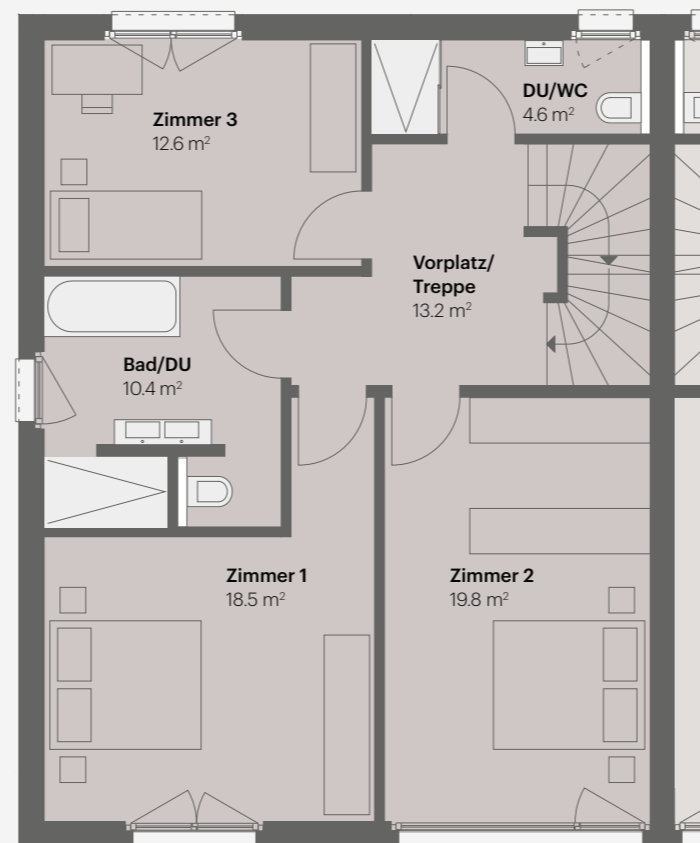 Zimmer 3
12.6 m²
DU/WC
4.6 m²
Vorplatz/
Treppe
13.2 m²
Bad/DU
10.4 m²
Zimmer 1
18.5 m²
Zimmer 2
19.8 m²